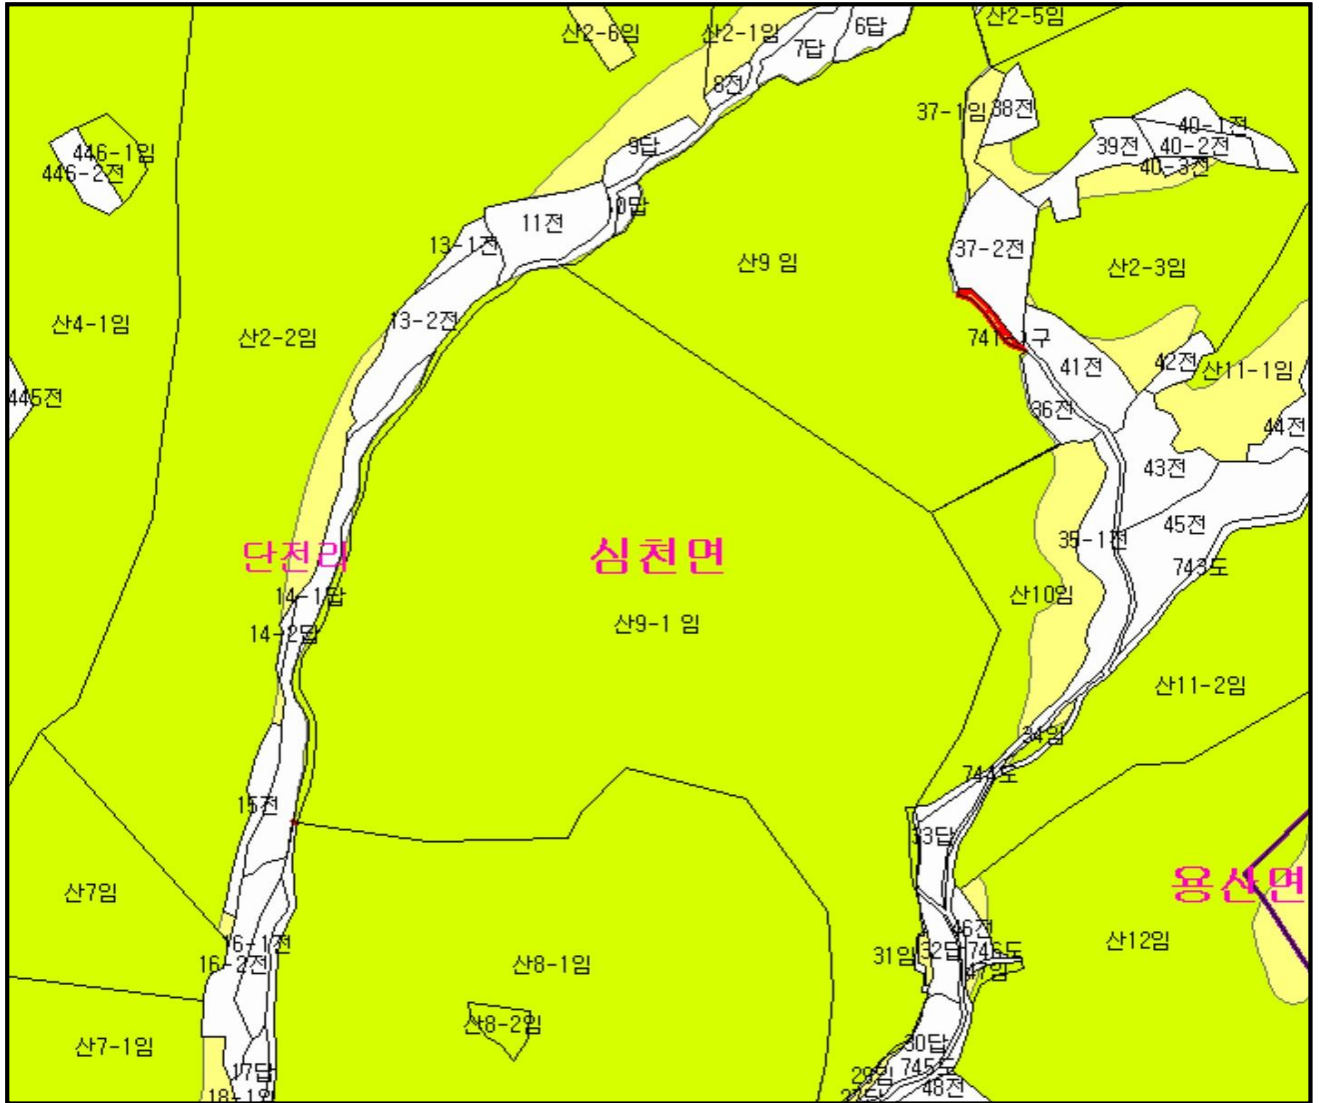 산2-6임
산2-1임
7답
6답
산2-5임
8전
37-1임
38전
446-1임
446-2전
9답
39전
40-1전
40-2전
40-3전
10답
11전
13-1전
37-2전
산9 임
산2-3임
산4-1임
산2-2임
13-2전
41전
42전
산11-1임
445전
36전
44전
43전
45전
단전리
심천면
35-1전
743도
14-1답
14-2답
산9-1 임
산10임
산11-2임
34임
744도
15전
33답
산7임
용산면
16-1전
16-2전
46전
31임
32답
746도
47임
산12임
산8-1임
산8-2임
산7-1임
30답
17답
29임
745도
48전
18-1임